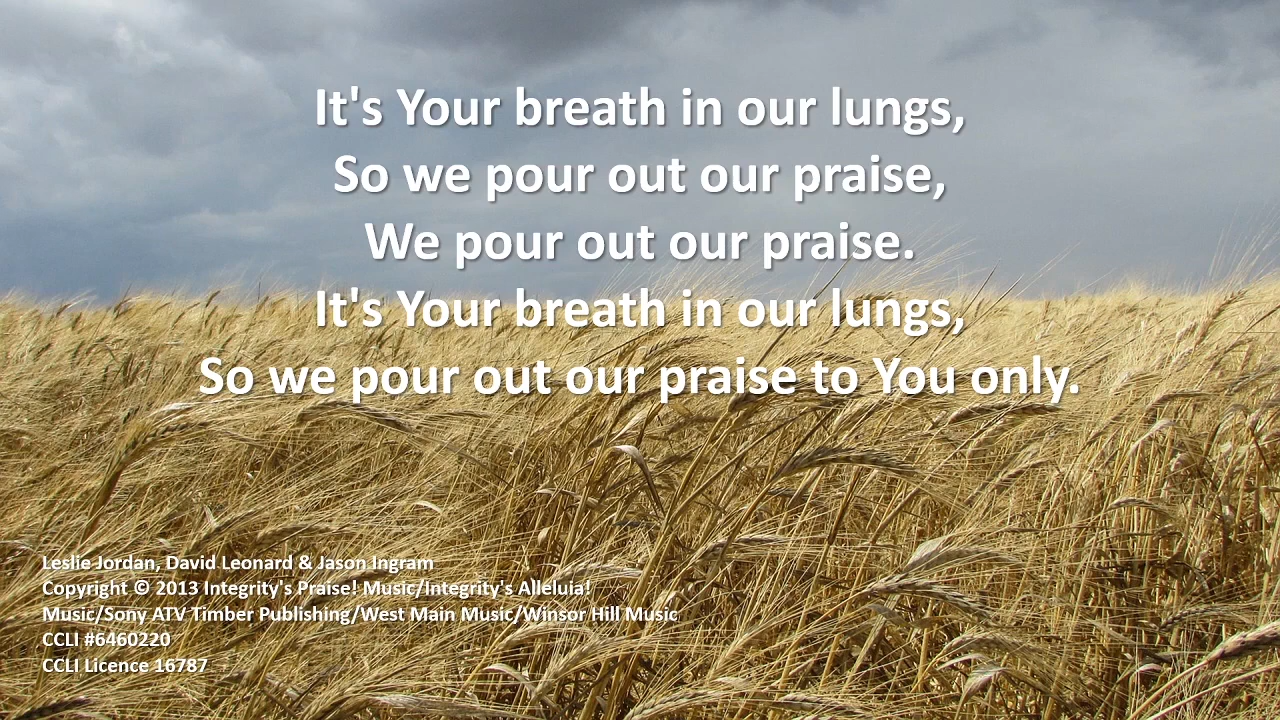 It's Your breath in our lungs,
So we pour out our praise,
We pour out our praise.
It's Your breath in our lungs,
So we pour out our praise to You only.
Leslie Jordan, David Leonard & Jason Ingram
Copyright © 2013 Integrity's Praise! Music/Integrity's Alleluia!
Music/Sony ATV Timber Publishing/West Main Music/Winsor Hill Music
CCLI #6460220
CCLI Licence 16787